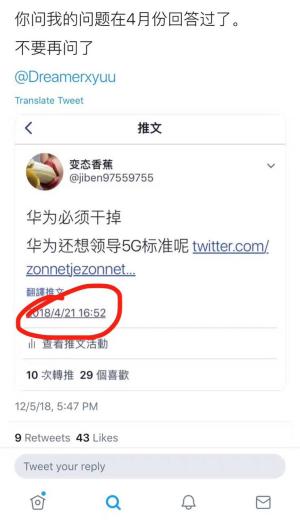 你问我的问题在4月份回答过了。
不要再问了
@Dreamerxyuu
Translate Tweet
推文
变态香蕉
@jiben97559755
华为必须干掉
华为还想领导5G标准呢 twitter.com/
zonnetjezonnet...
翻譯推文
2018/4/21 16:52
查看推文活動
10 次轉推 29 個喜歡
12/5/18, 5:47 PM
9 Retweets 43 Likes
Tweet your reply